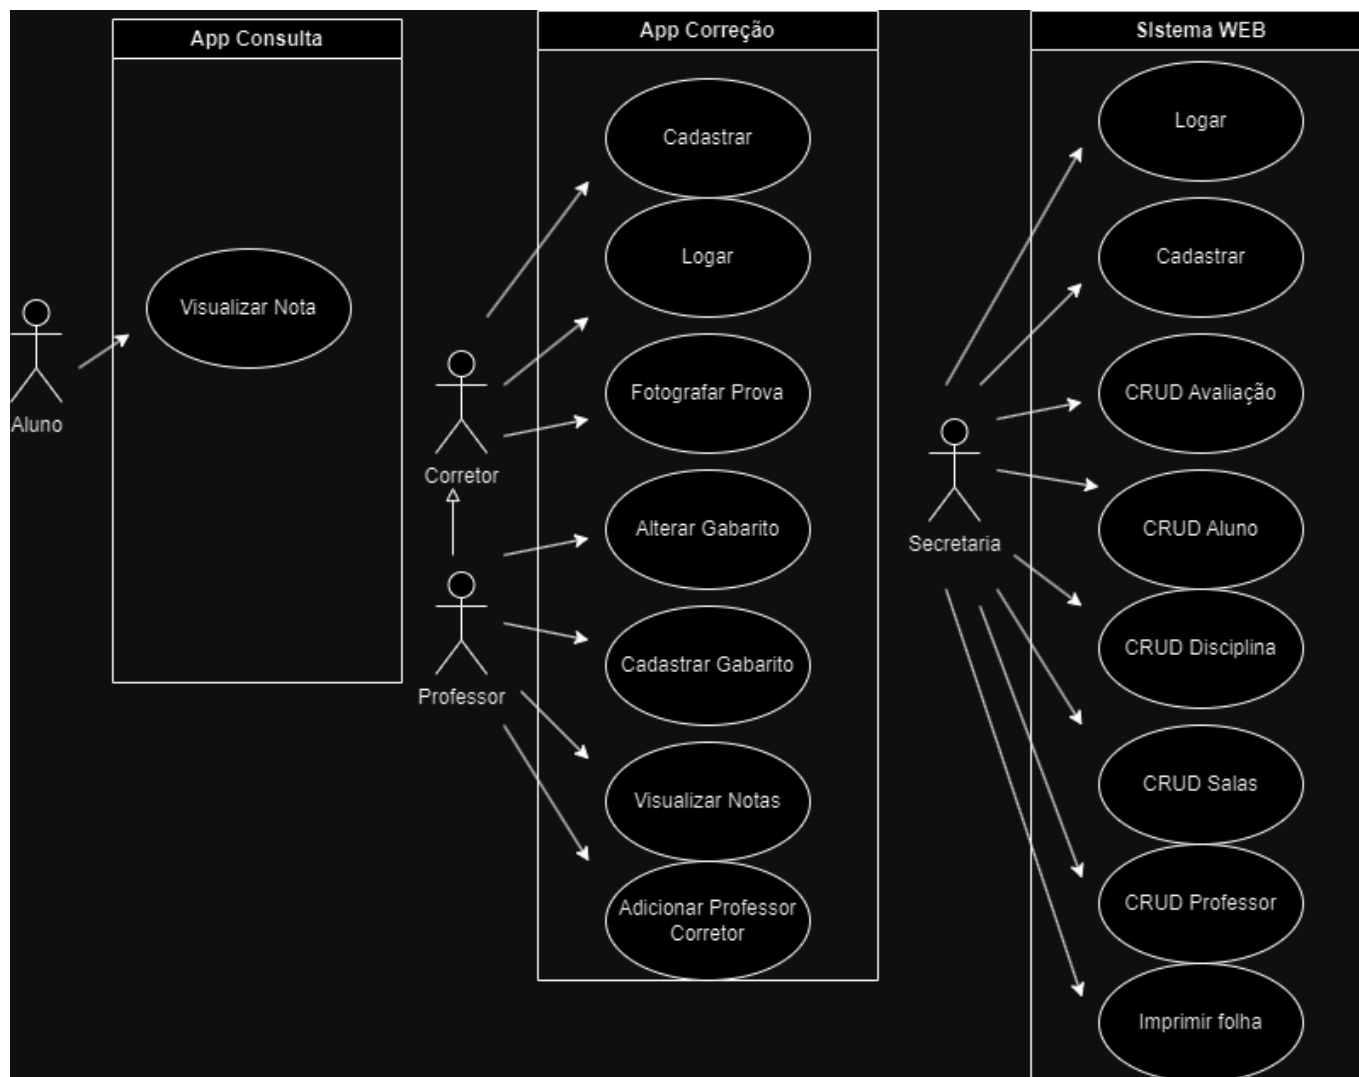 App Consulta
Visualizar Nota
Aluno
App Correção
Cadastrar
Logar
Fotografar Prova
Alterar Gabarito
Cadastrar Gabarito
Visualizar Notas
Adicionar Professor
Corretor
Corretor
Professor
SIstema WEB
Logar
Cadastrar
CRUD Avaliação
CRUD Aluno
CRUD Disciplina
CRUD Salas
CRUD Professor
Imprimir folha
Secretaria